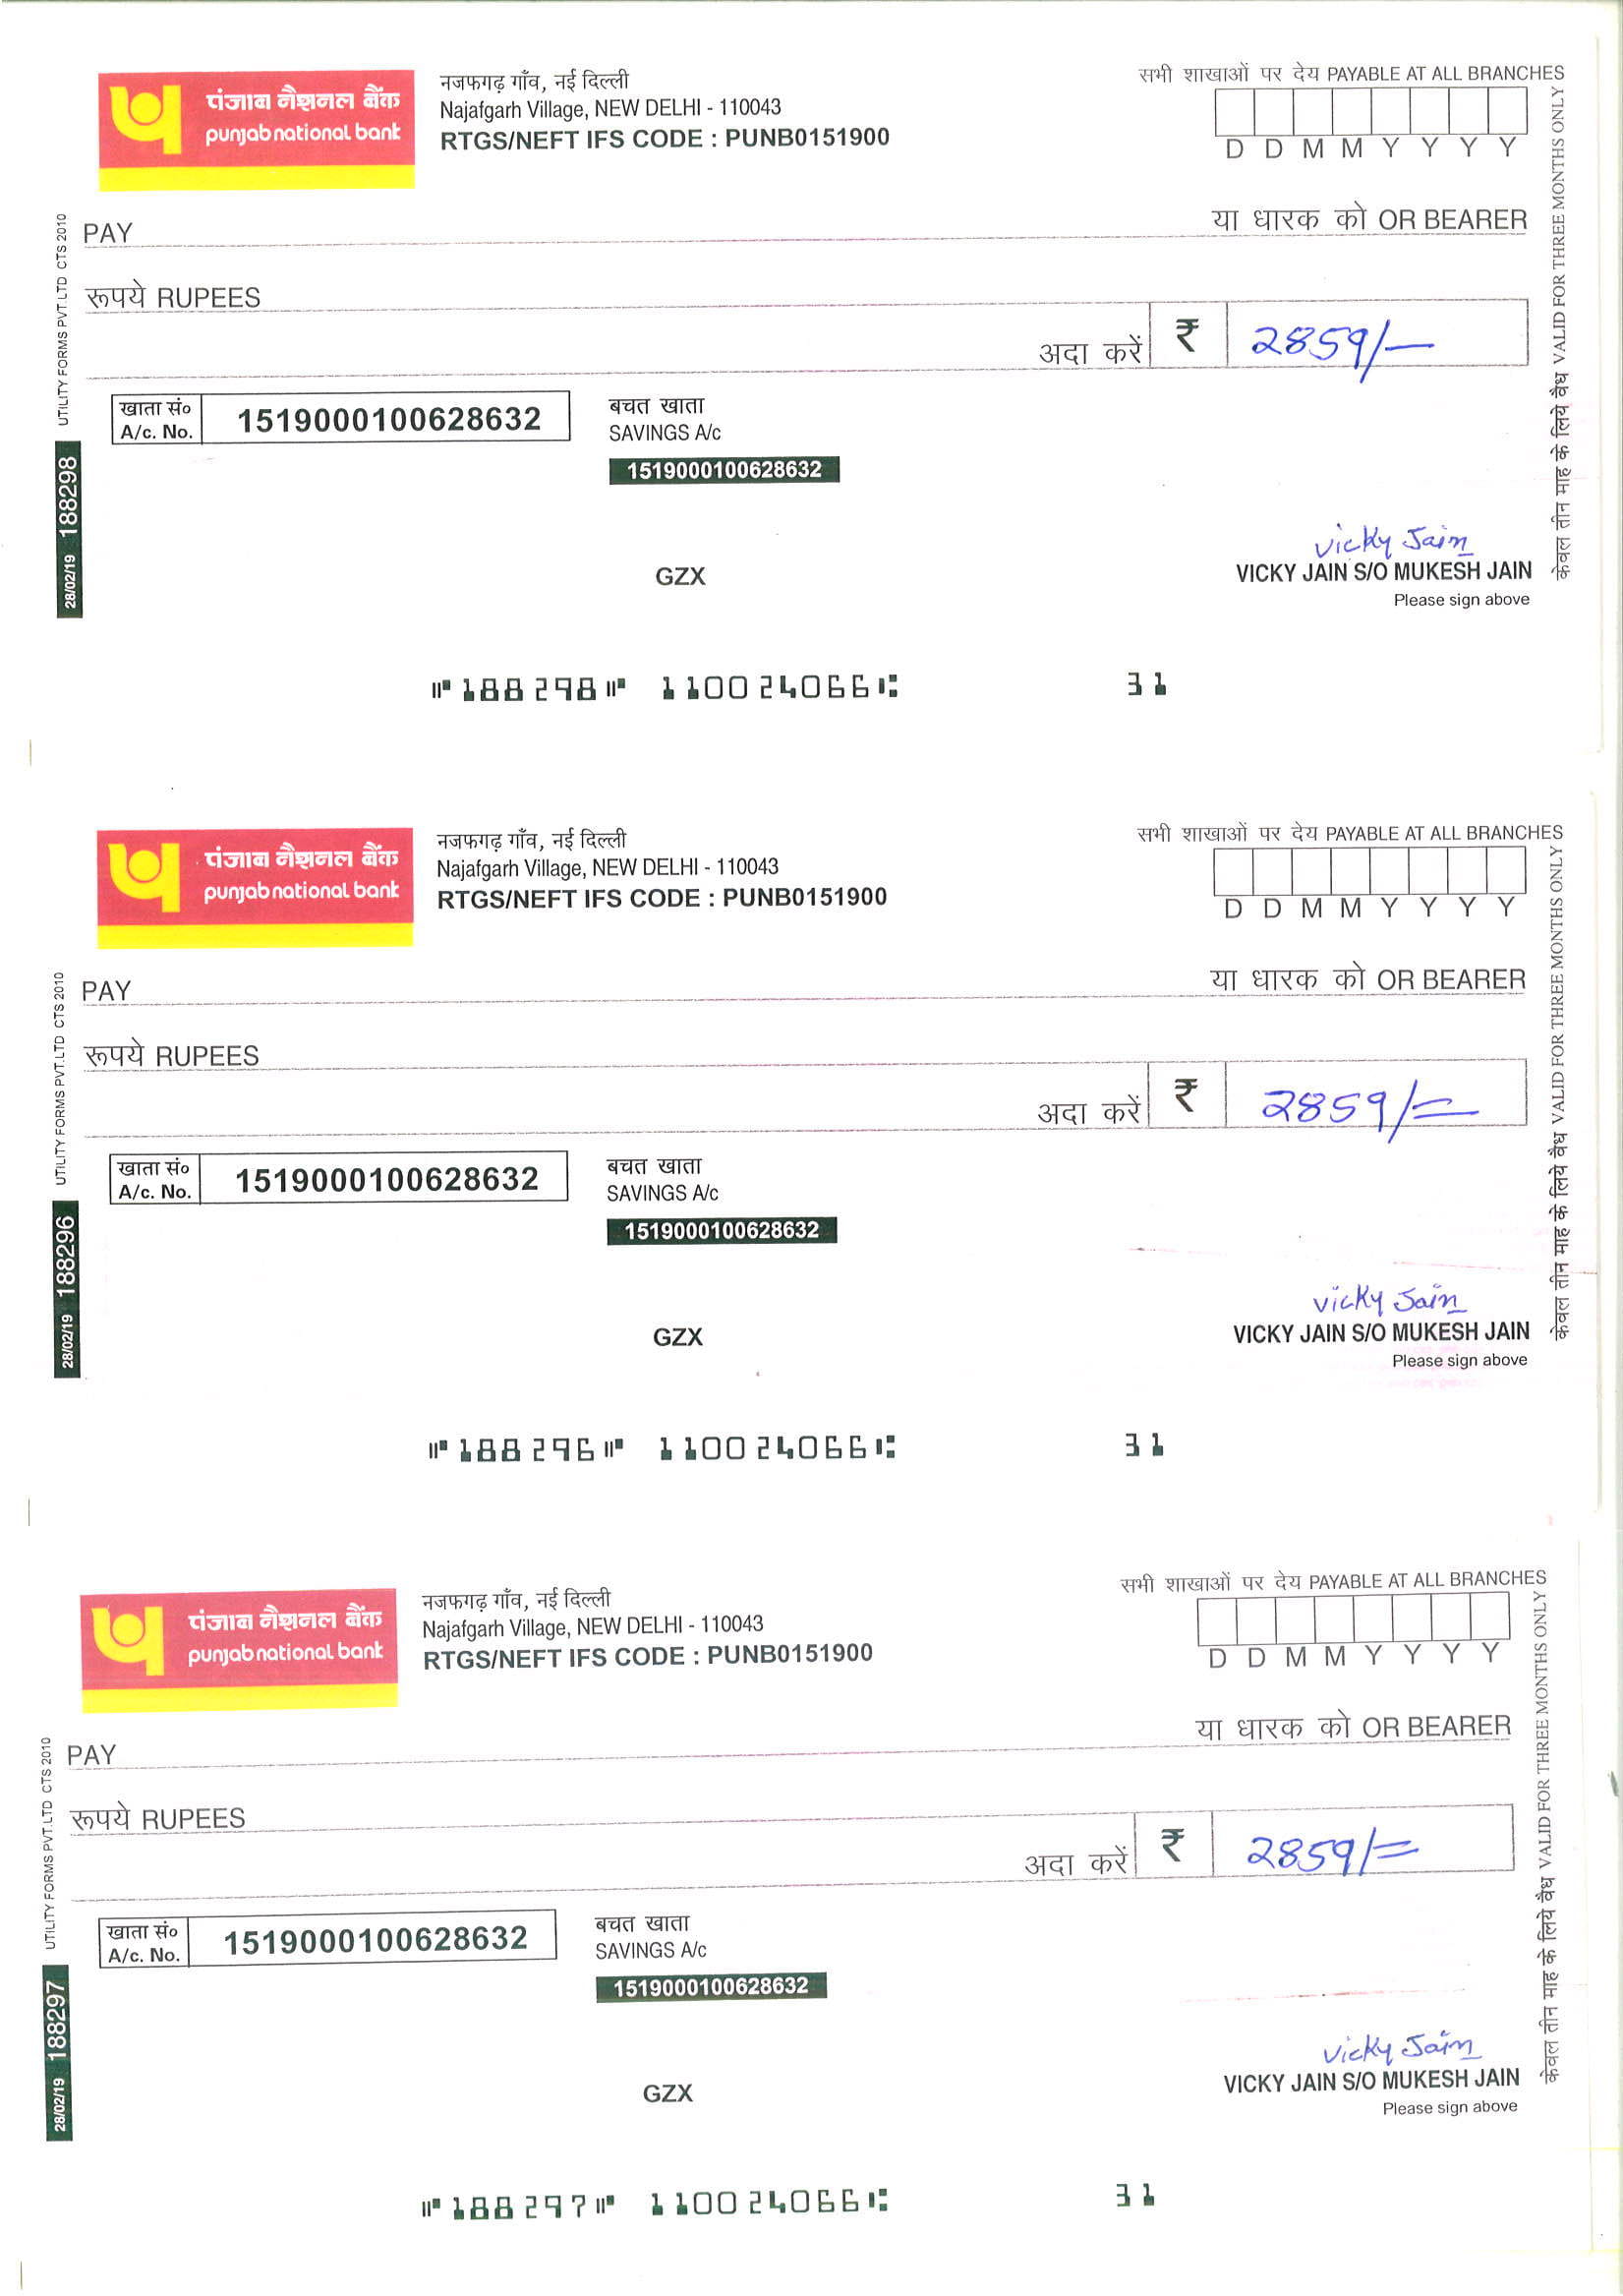 पंजाब नैशनल बैंक
punjab national bank
नजफगढ़ गाँव, नई दिल्ली
Najafgarh Village, NEW DELHI - 110043
RTGS/NEFT IFS CODE : PUNB0151900
सभी शाखाओं पर देय PAYABLE AT ALL BRANCHES
D D M M Y Y Y Y
PAY
या धारक को OR BEARER
रूपये RUPEES
अदा करें ₹ 2859/-
खाता सं०
A/c. No.
1519000100628632
बचत खाता
SAVINGS A/c
1519000100628632
Vicky Jain
VICKY JAIN S/O MUKESH JAIN
Please sign above
GZX
UTILITY FORMS PVT.LTD CTS 2010
28/02/19 188298
केवल तीन माह के लिये वैध VALID FOR THREE MONTHS ONLY
⑈188298⑈ 110024066⑆ 31
पंजाब नैशनल बैंक
punjab national bank
नजफगढ़ गाँव, नई दिल्ली
Najafgarh Village, NEW DELHI - 110043
RTGS/NEFT IFS CODE : PUNB0151900
सभी शाखाओं पर देय PAYABLE AT ALL BRANCHES
D D M M Y Y Y Y
PAY
या धारक को OR BEARER
रूपये RUPEES
अदा करें ₹ 2859/=
खाता सं०
A/c. No.
1519000100628632
बचत खाता
SAVINGS A/c
1519000100628632
Vicky Jain
VICKY JAIN S/O MUKESH JAIN
Please sign above
GZX
UTILITY FORMS PVT.LTD CTS 2010
28/02/19 188296
केवल तीन माह के लिये वैध VALID FOR THREE MONTHS ONLY
⑈188296⑈ 110024066⑆ 31
पंजाब नैशनल बैंक
punjab national bank
नजफगढ़ गाँव, नई दिल्ली
Najafgarh Village, NEW DELHI - 110043
RTGS/NEFT IFS CODE : PUNB0151900
सभी शाखाओं पर देय PAYABLE AT ALL BRANCHES
D D M M Y Y Y Y
PAY
या धारक को OR BEARER
रूपये RUPEES
अदा करें ₹ 2859/=
खाता सं०
A/c. No.
1519000100628632
बचत खाता
SAVINGS A/c
1519000100628632
Vicky Jain
VICKY JAIN S/O MUKESH JAIN
Please sign above
GZX
UTILITY FORMS PVT.LTD CTS 2010
28/02/19 188297
केवल तीन माह के लिये वैध VALID FOR THREE MONTHS ONLY
⑈188297⑈ 110024066⑆ 31